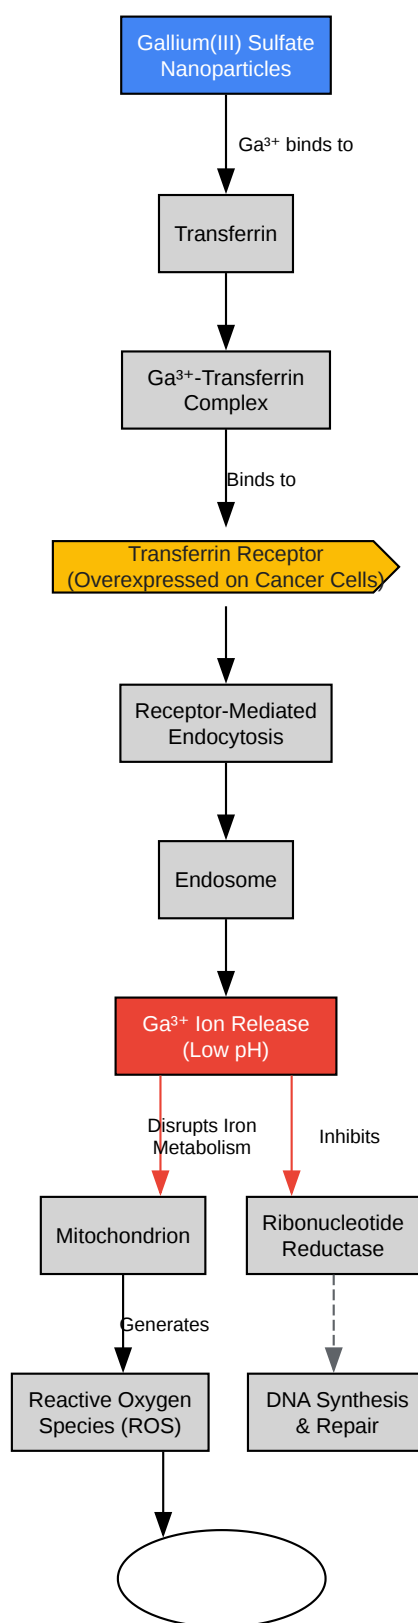 Gallium(III) Sulfate
Nanoparticles
Ga³⁺ binds to
Transferrin
Ga³⁺-Transferrin
Complex
Binds to
Transferrin Receptor
(Overexpressed on Cancer Cells)
Receptor-Mediated
Endocytosis
Endosome
Ga³⁺ Ion Release
(Low pH)
Disrupts Iron
Metabolism
Inhibits
Mitochondrion
Ribonucleotide
Reductase
Generates
Reactive Oxygen
Species (ROS)
DNA Synthesis
& Repair